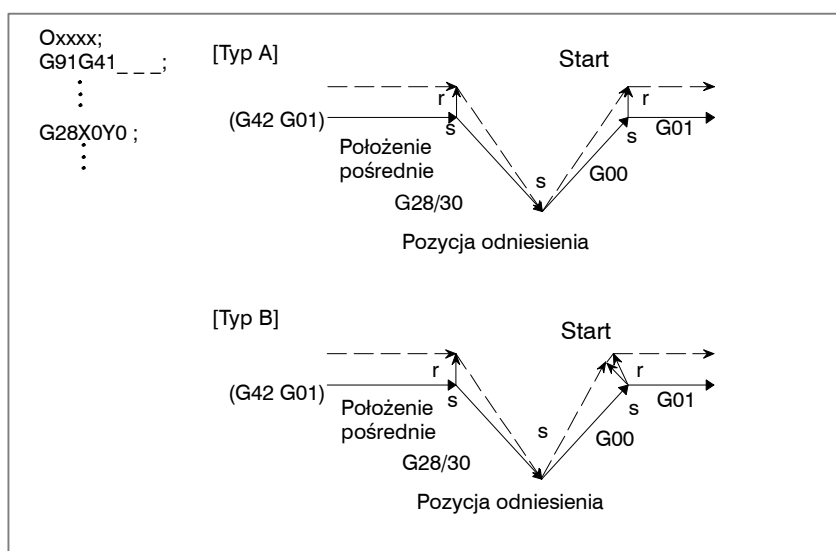 Oxxxx;
G91G41_ _ _;
G28X0Y0 ;
[Typ A]
Start
r
r
(G42 G01)
s
s
G01
Położenie
pośrednie
s
G00
G28/30
Pozycja odniesienia
[Typ B]
Start
r
r
(G42 G01)
s
s
G01
Położenie
pośrednie
s
G00
G28/30
Pozycja odniesienia